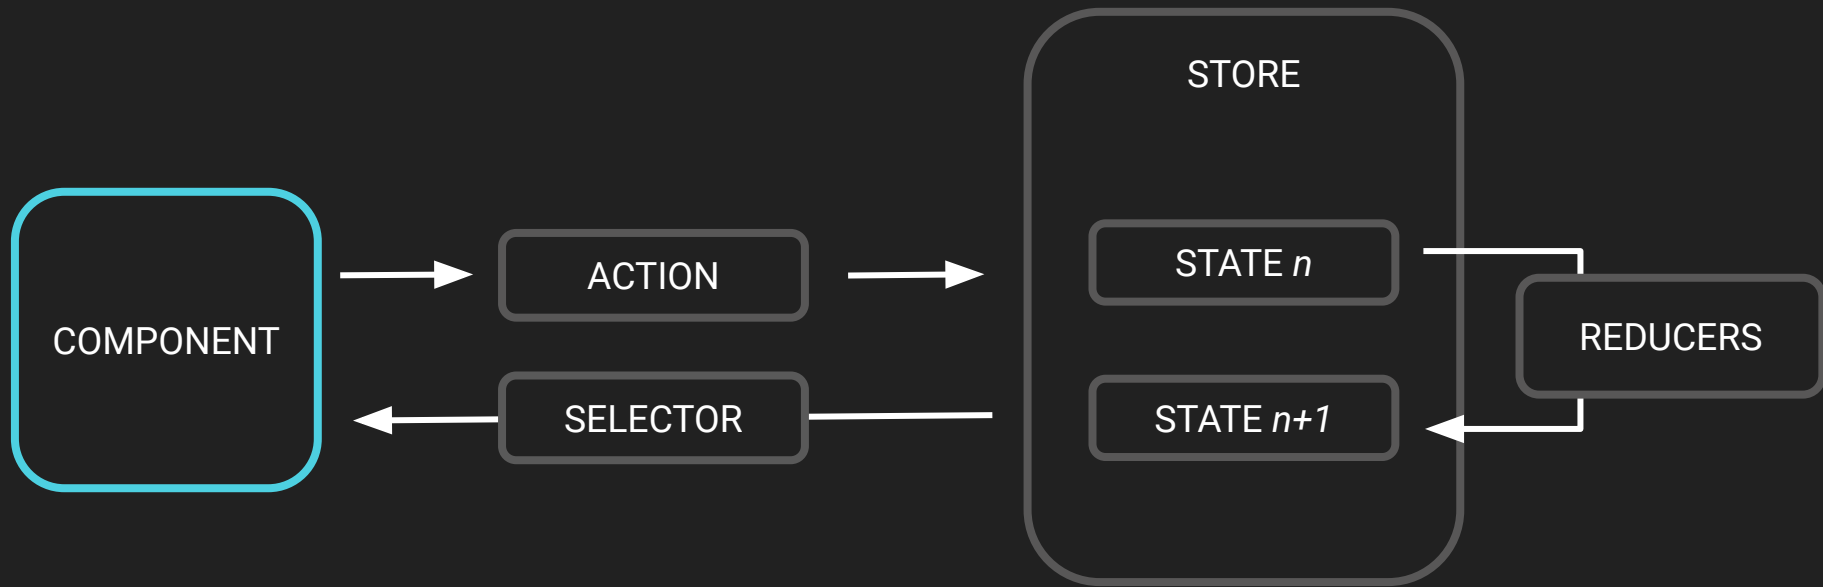 STORE
COMPONENT
ACTION
STATE n
REDUCERS
SELECTOR
STATE n+1